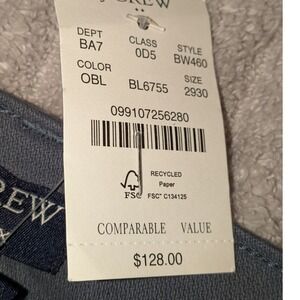 CREW
DEPT CLASS STYLE
BA7 0D5 BW460
COLOR SIZE
OBL BL6755 2930
099107256280
RECYCLED
Paper
FSC FSC® C134125
COMPARABLE VALUE
$128.00
CREW